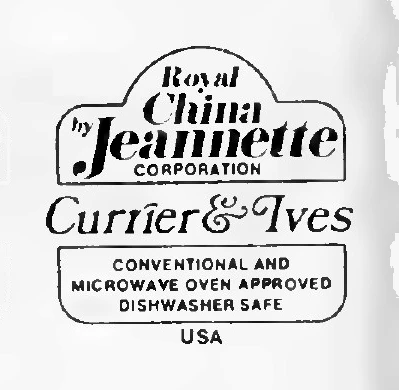 Royal
China
by Jeannette
CORPORATION
Currier & Ives
CONVENTIONAL AND
MICROWAVE OVEN APPROVED
DISHWASHER SAFE
USA